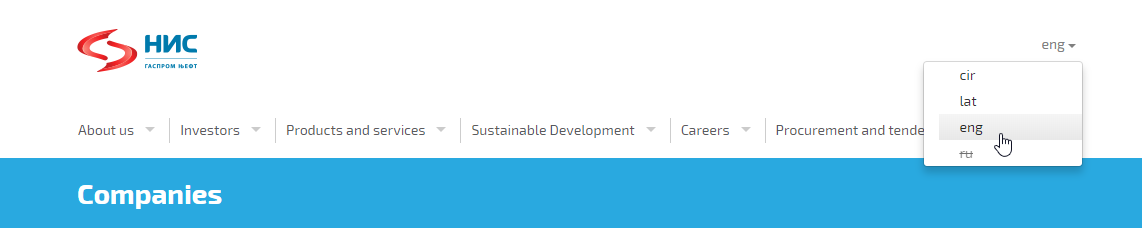 НИС
ГАСПРОМ ЊЕФТ
eng
cir
lat
eng
ru
About us
Investors
Products and services
Sustainable Development
Careers
Procurement and tende
Companies